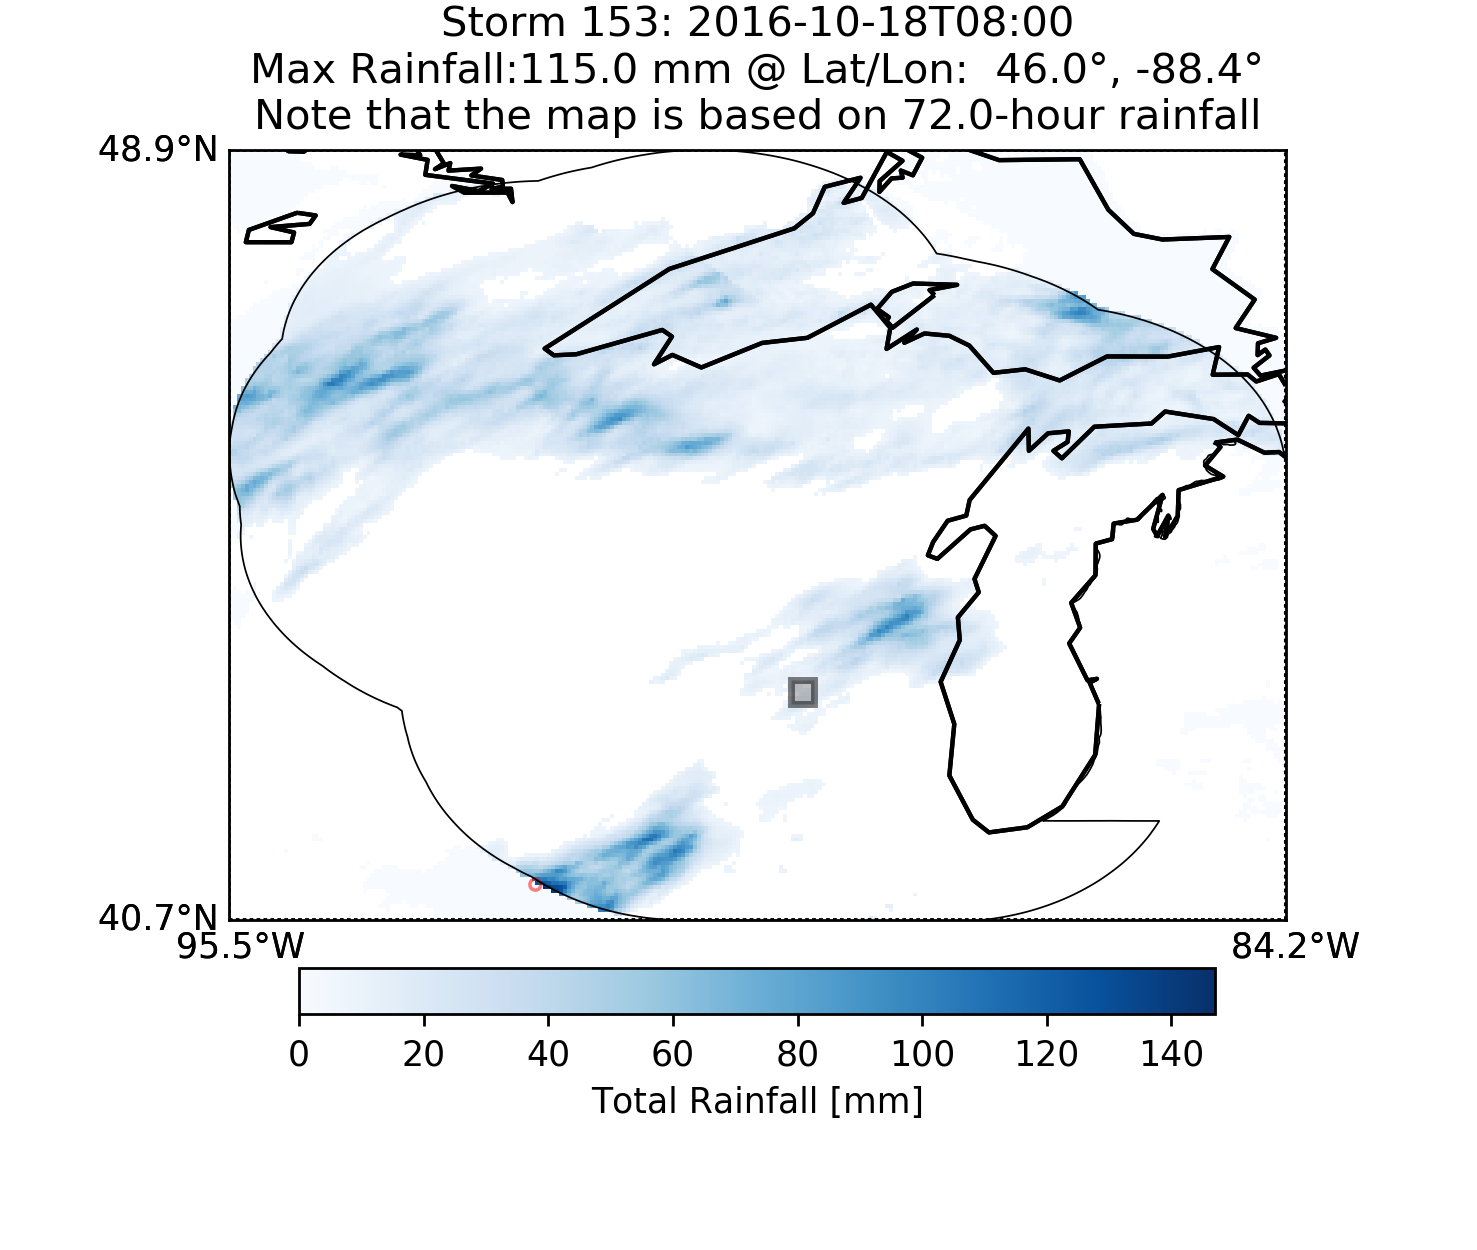 Storm 153: 2016-10-18T08:00
Max Rainfall:115.0 mm @ Lat/Lon:  46.0°, -88.4°
Note that the map is based on 72.0-hour rainfall
48.9°N
40.7°N
95.5°W
84.2°W
0 20 40 60 80 100 120 140
Total Rainfall [mm]